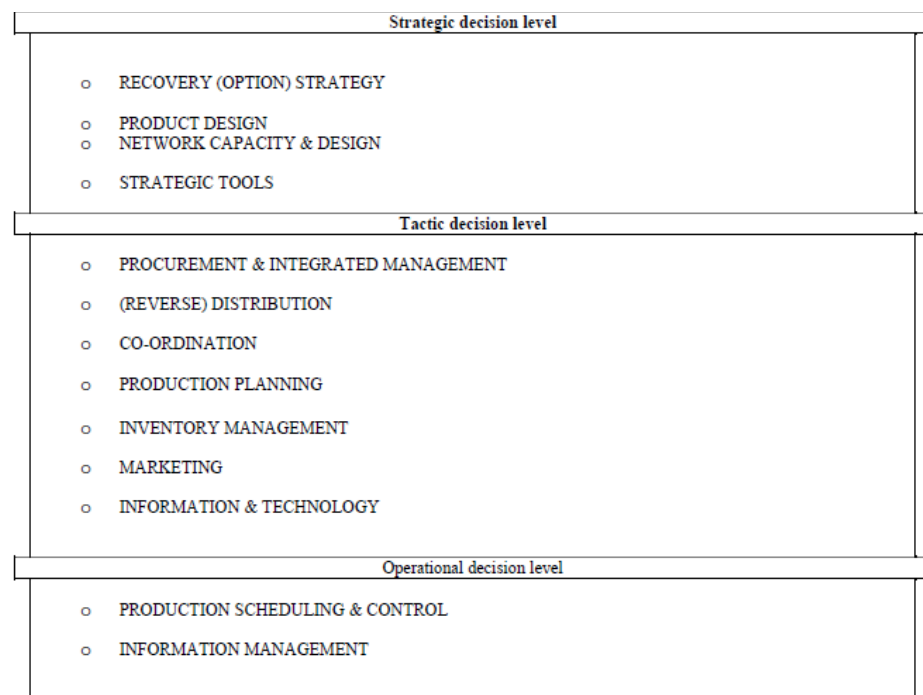 Strategic decision level
o RECOVERY (OPTION) STRATEGY
o PRODUCT DESIGN
o NETWORK CAPACITY & DESIGN
o STRATEGIC TOOLS
Tactic decision level
o PROCUREMENT & INTEGRATED MANAGEMENT
o (REVERSE) DISTRIBUTION
o CO-ORDINATION
o PRODUCTION PLANNING
o INVENTORY MANAGEMENT
o MARKETING
o INFORMATION & TECHNOLOGY
Operational decision level
o PRODUCTION SCHEDULING & CONTROL
o INFORMATION MANAGEMENT